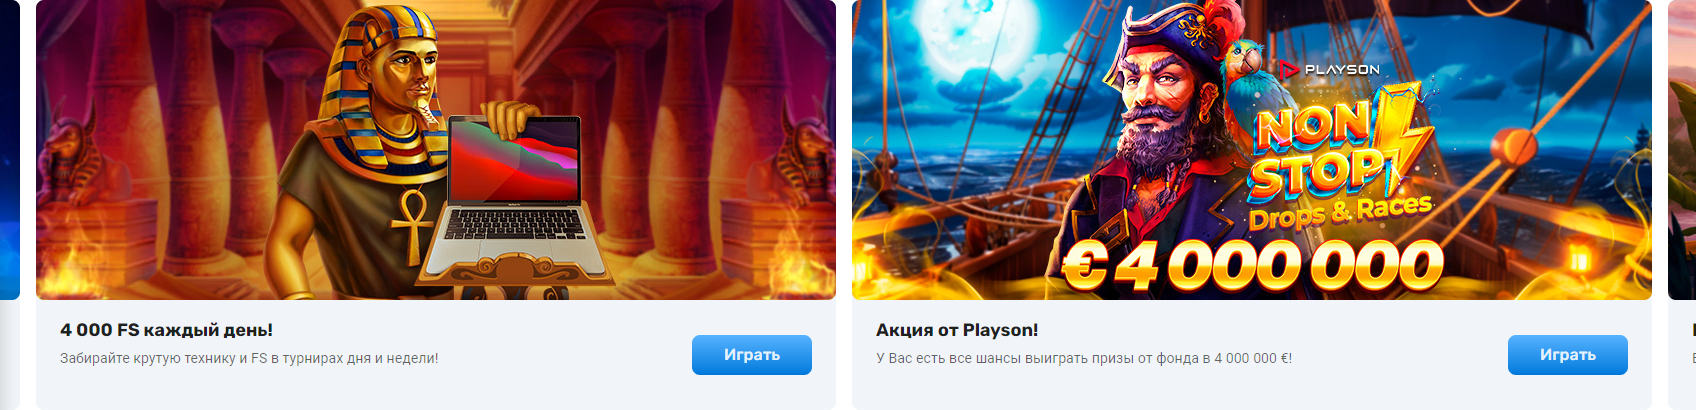 4 000 FS каждый день!
Забирайте крутую технику и FS в турнирах дня и недели!
Играть
PLAYSON
NON
STOP
Drops & Races
€4 000 000
Акция от Playson!
У Вас есть все шансы выиграть призы от фонда в 4 000 000 €!
Играть